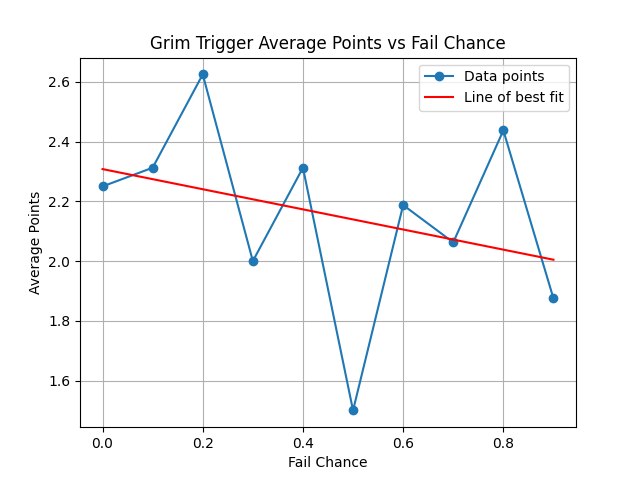 Grim Trigger Average Points vs Fail Chance
Data points
Line of best fit
Average Points
2.6
2.4
2.2
2.0
1.8
1.6
0.0 0.2 0.4 0.6 0.8
Fail Chance